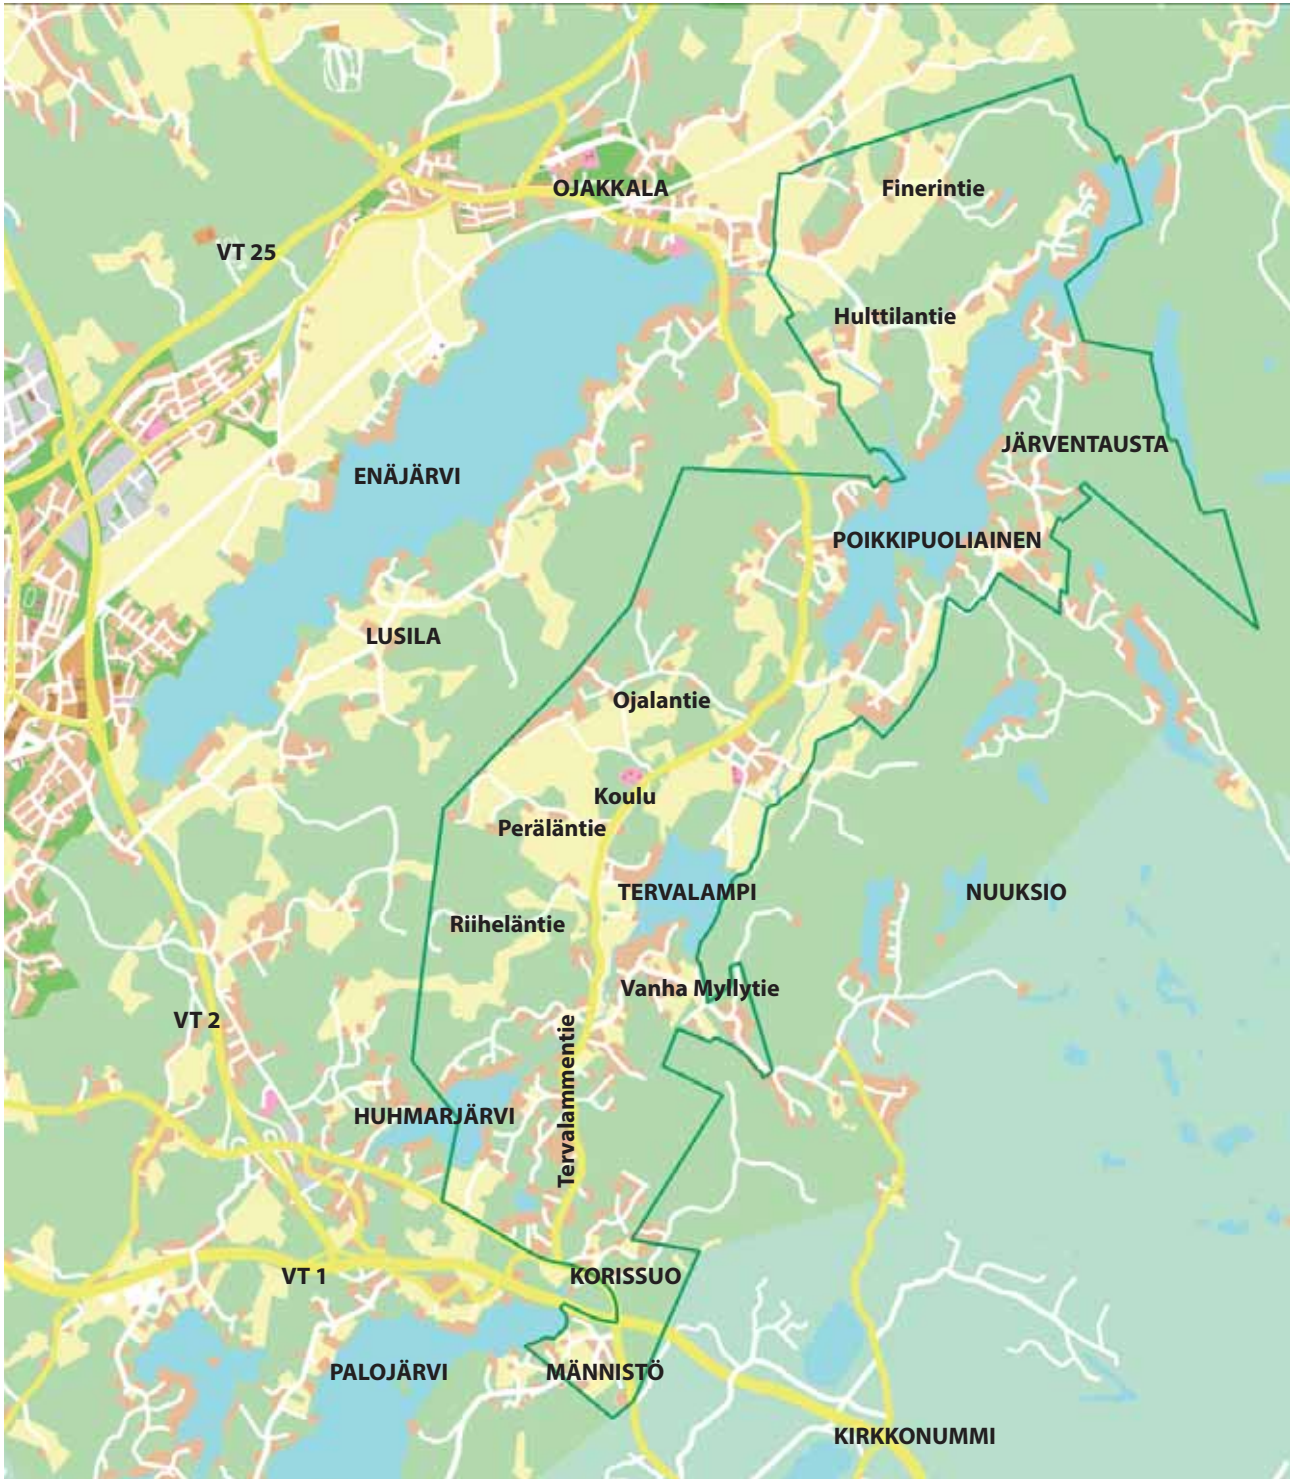 OJAKKALA
Finerintie
VT 25
Hulttilantie
JÄRVENTAUSTA
ENÄJÄRVI
POIKKIPUOLIAINEN
LUSILA
Ojalantie
Koulu
Peräläntie
TERVALAMPI
NUUKSIO
Riiheläntie
Vanha Myllytie
VT 2
Tervalammentie
HUHMARJÄRVI
VT 1
KORISSUO
PALOJÄRVI
MÄNNISTÖ
KIRKKONUMMI